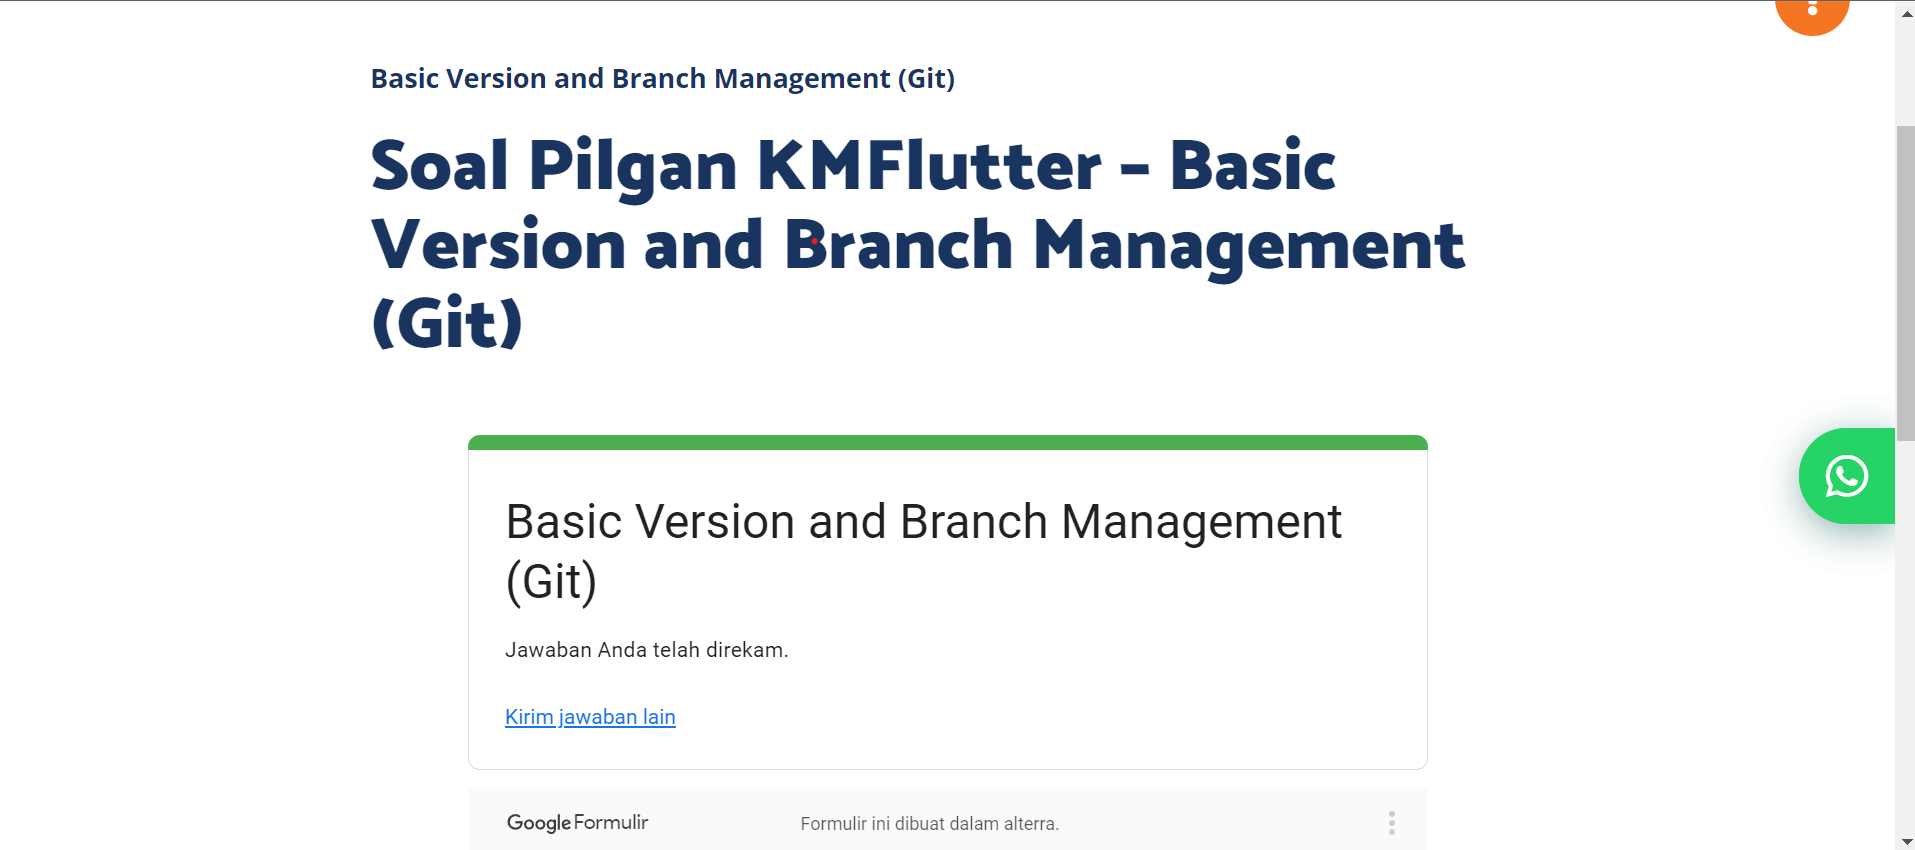 Basic Version and Branch Management (Git)
Soal Pilgan KMFlutter – Basic
Version and Branch Management
(Git)
Basic Version and Branch Management
(Git)
Jawaban Anda telah direkam.
Kirim jawaban lain
Google Formulir
Formulir ini dibuat dalam alterra.